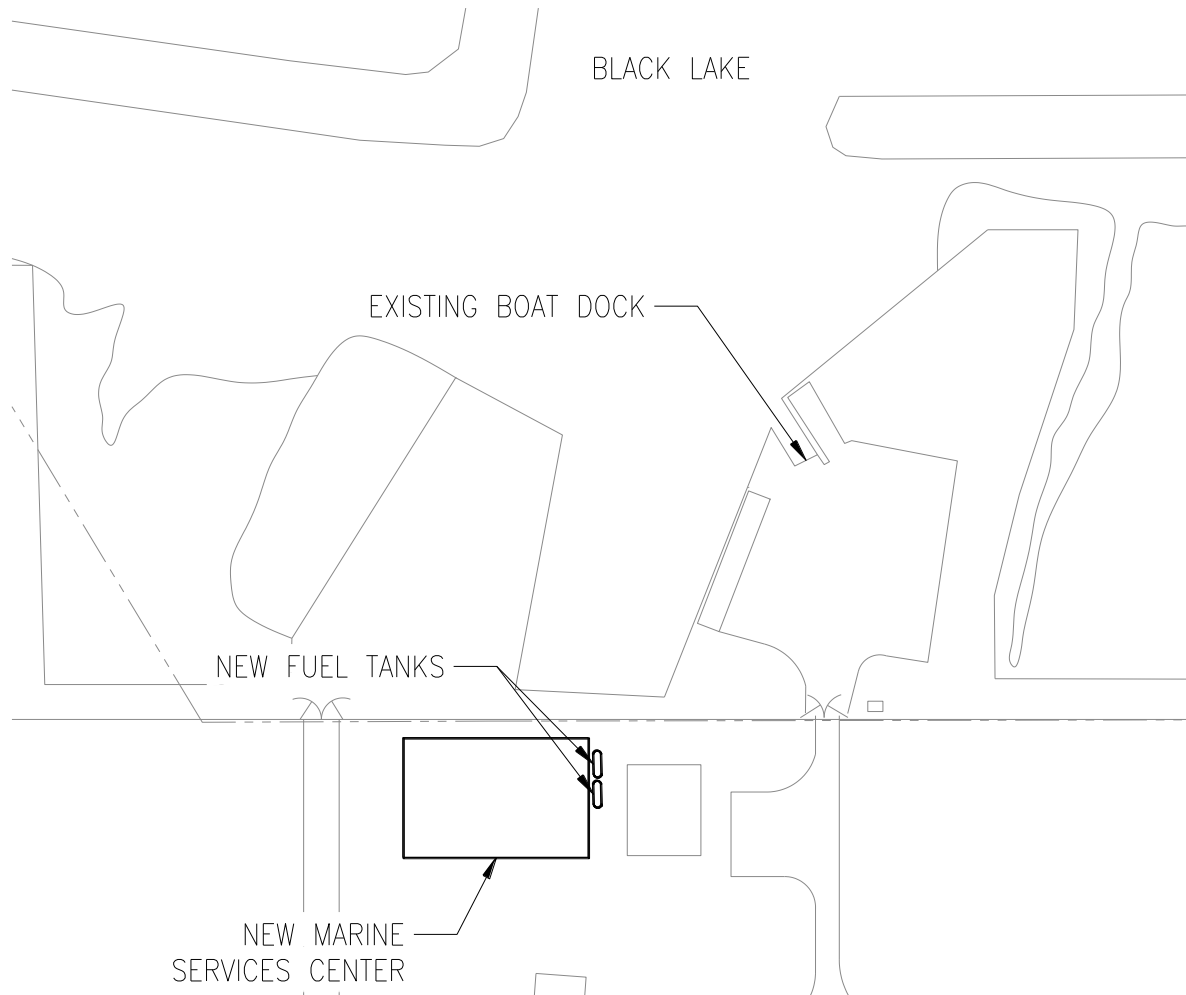 BLACK LAKE
EXISTING BOAT DOCK
NEW FUEL TANKS
NEW MARINE
SERVICES CENTER